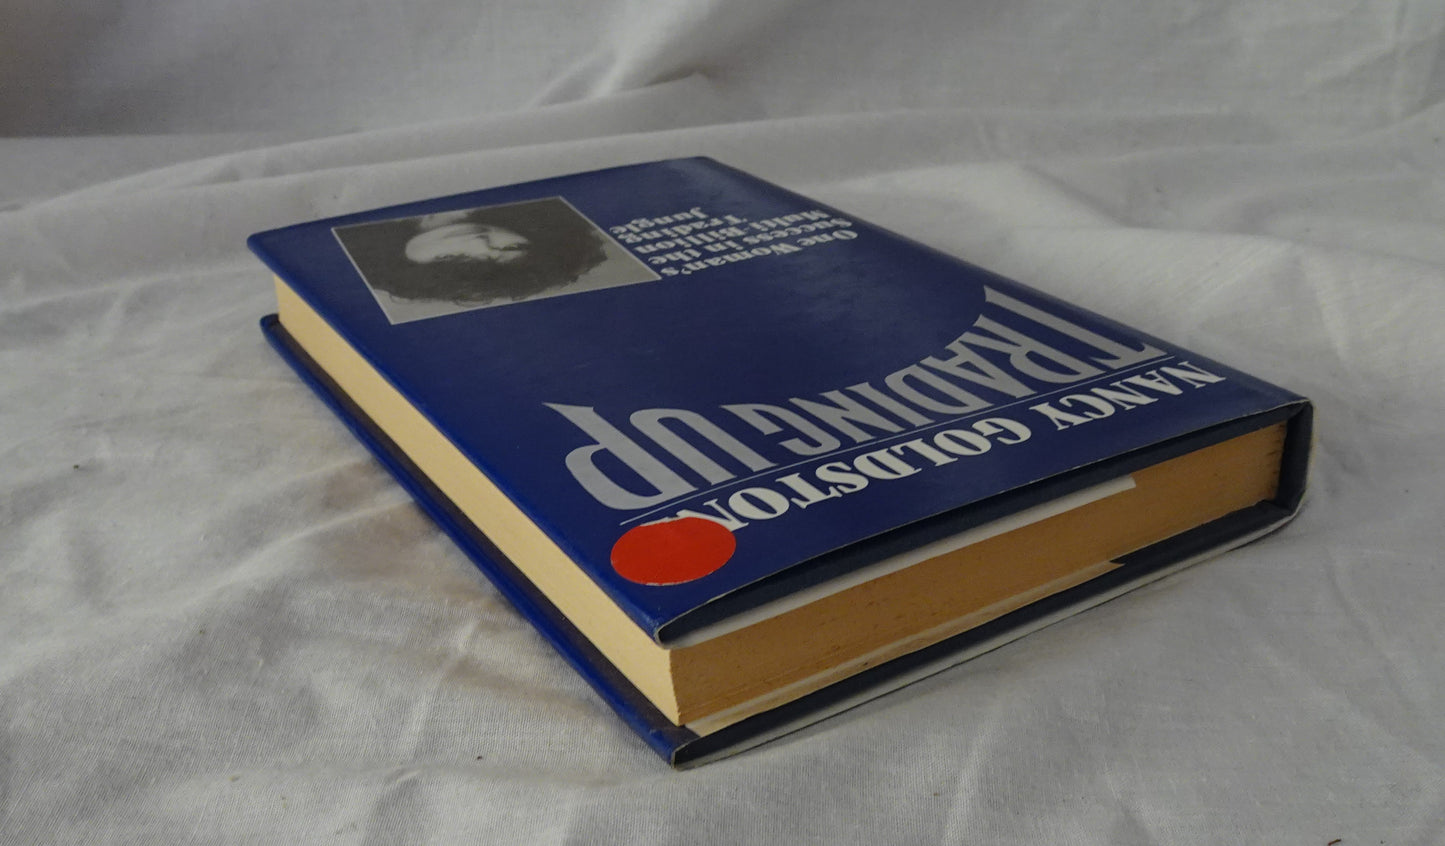 NANCY GOLDSTON
TRADING UP
One Woman's
Success in the
Multi Billion
Trading
Jungle